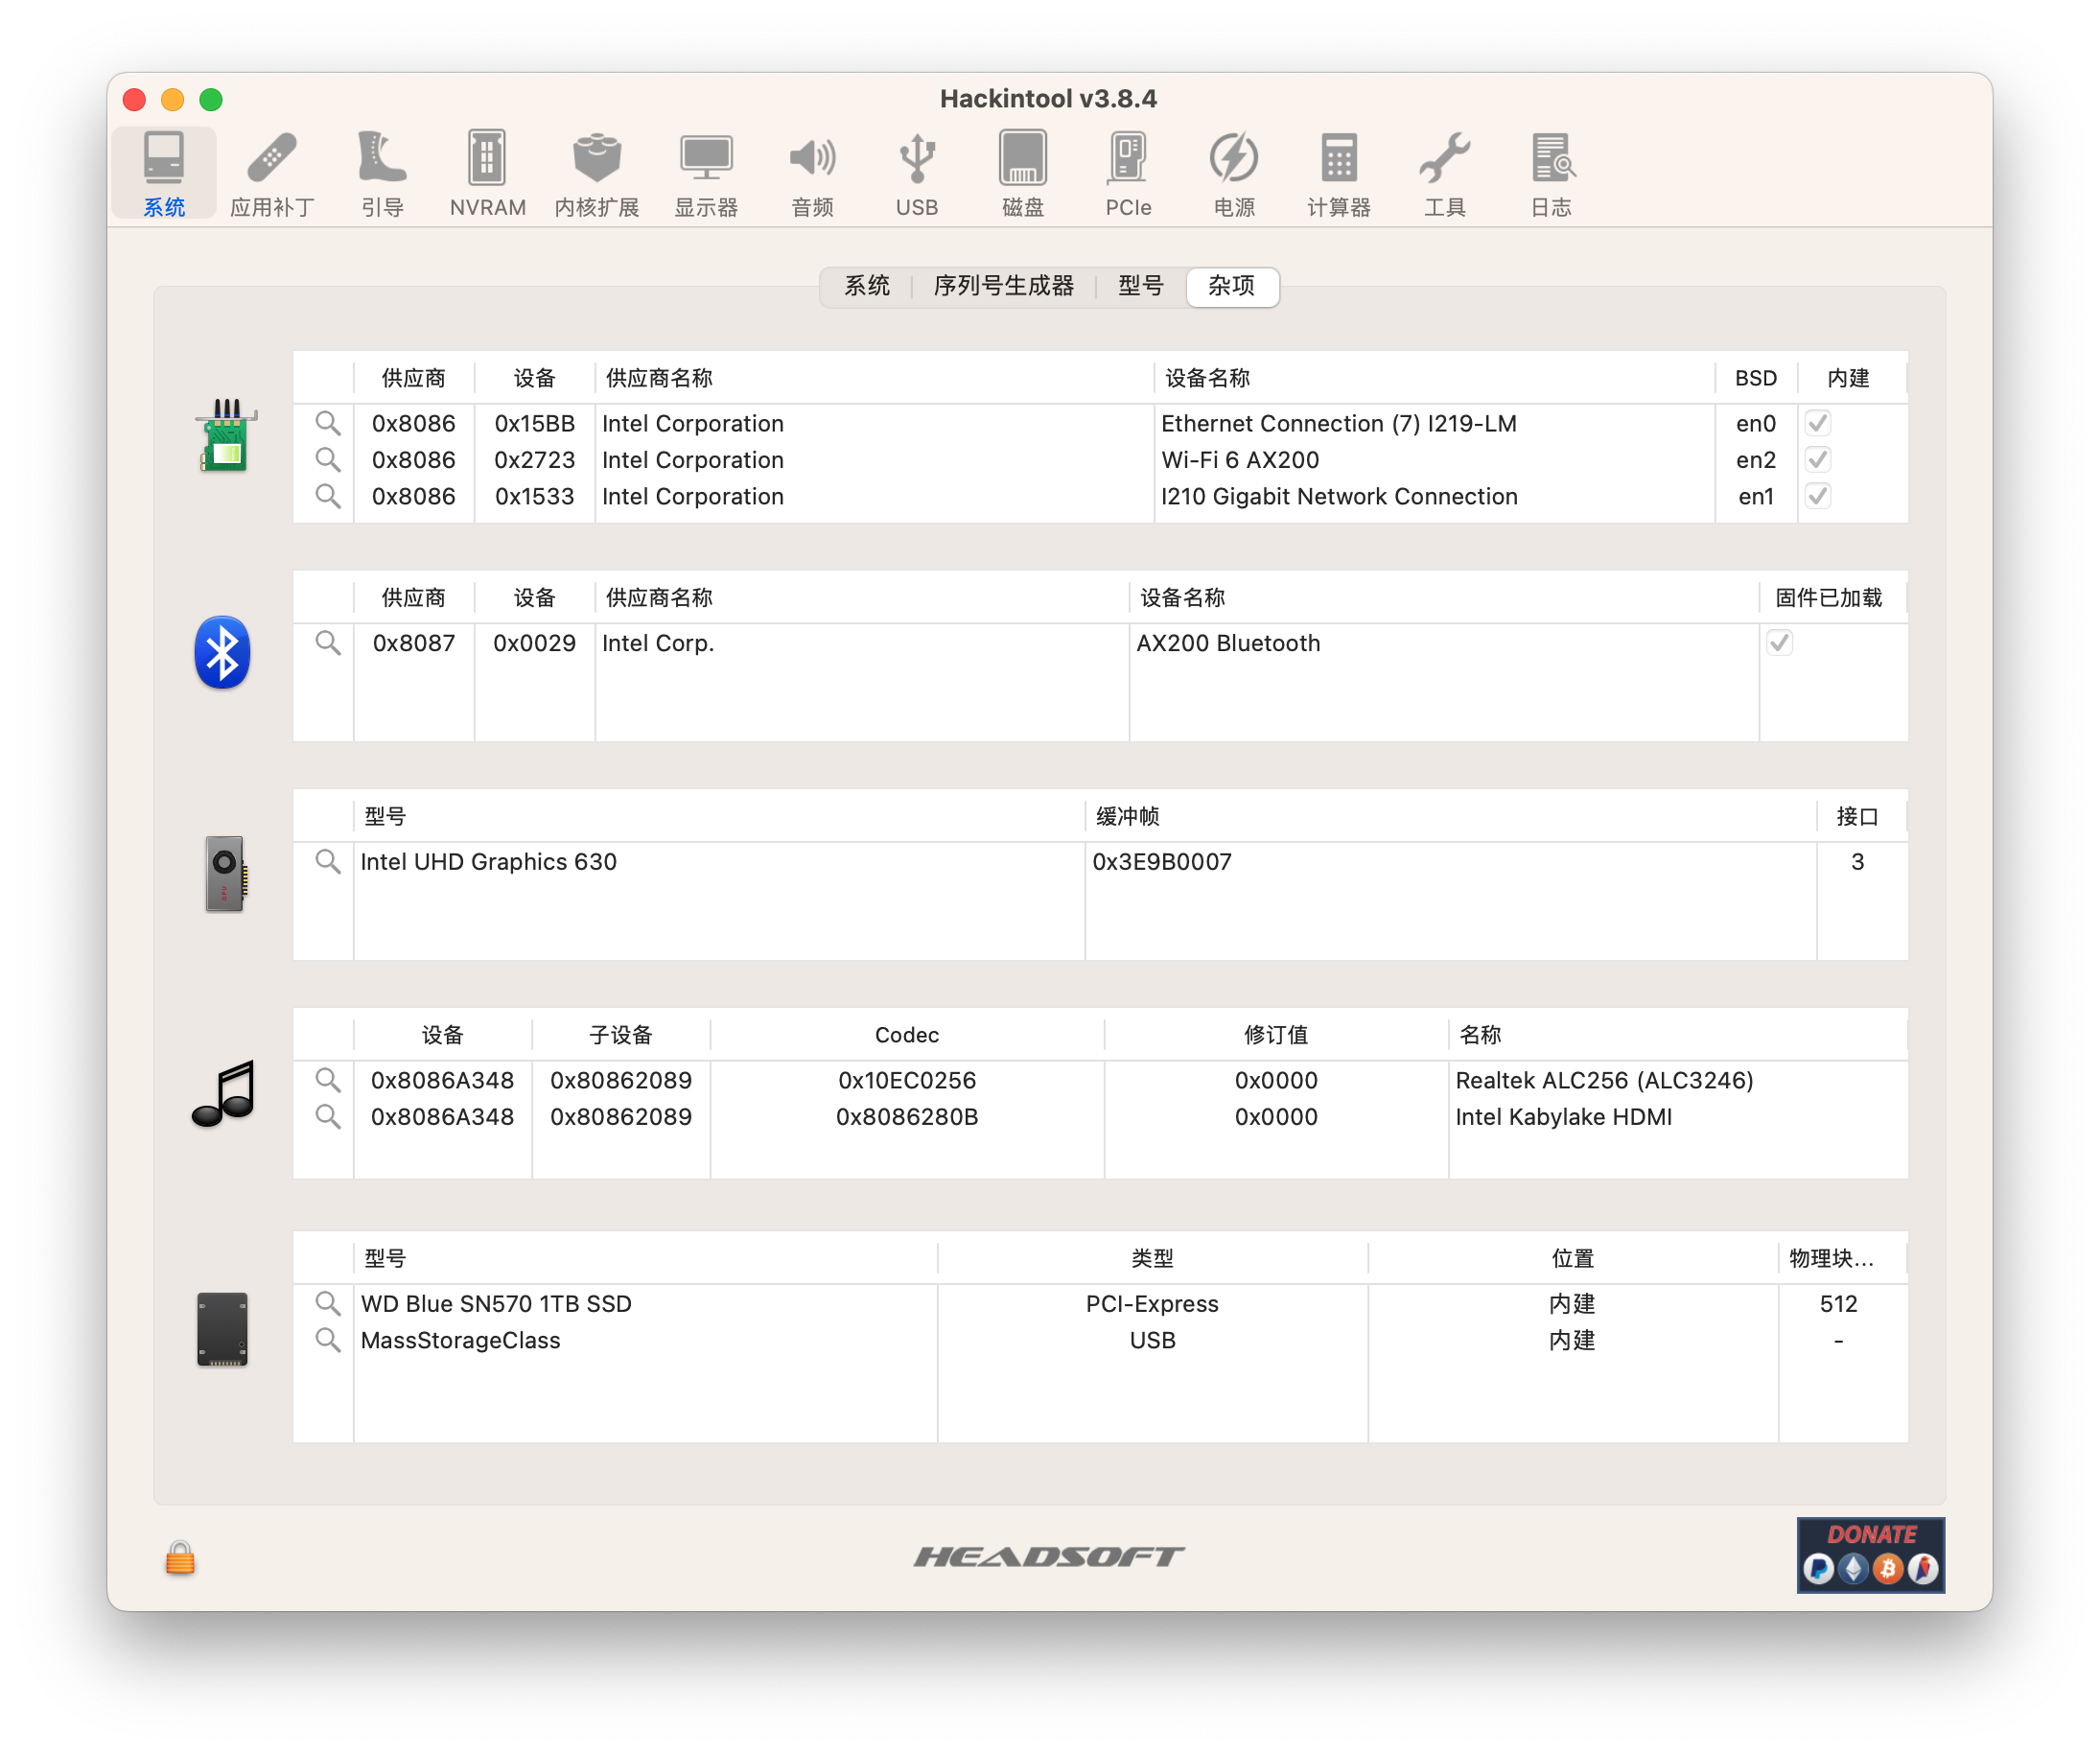 Hackintool v3.8.4
系统 应用补丁 引导 NVRAM 内核扩展 显示器 音频 USB 磁盘 PCIe 电源 计算器 工具 日志
系统 序列号生成器 型号 杂项
供应商 设备 供应商名称 设备名称 BSD 内建
0x8086 0x15BB Intel Corporation Ethernet Connection (7) I219-LM en0
0x8086 0x2723 Intel Corporation Wi-Fi 6 AX200 en2
0x8086 0x1533 Intel Corporation I210 Gigabit Network Connection en1
供应商 设备 供应商名称 设备名称 固件已加载
0x8087 0x0029 Intel Corp. AX200 Bluetooth
型号 缓冲帧 接口
Intel UHD Graphics 630 0x3E9B0007 3
设备 子设备 Codec 修订值 名称
0x8086A348 0x80862089 0x10EC0256 0x0000 Realtek ALC256 (ALC3246)
0x8086A348 0x80862089 0x8086280B 0x0000 Intel Kabylake HDMI
型号 类型 位置 物理块...
WD Blue SN570 1TB SSD PCI-Express 内建 512
MassStorageClass USB 内建 -
HEADSOFT
DONATE